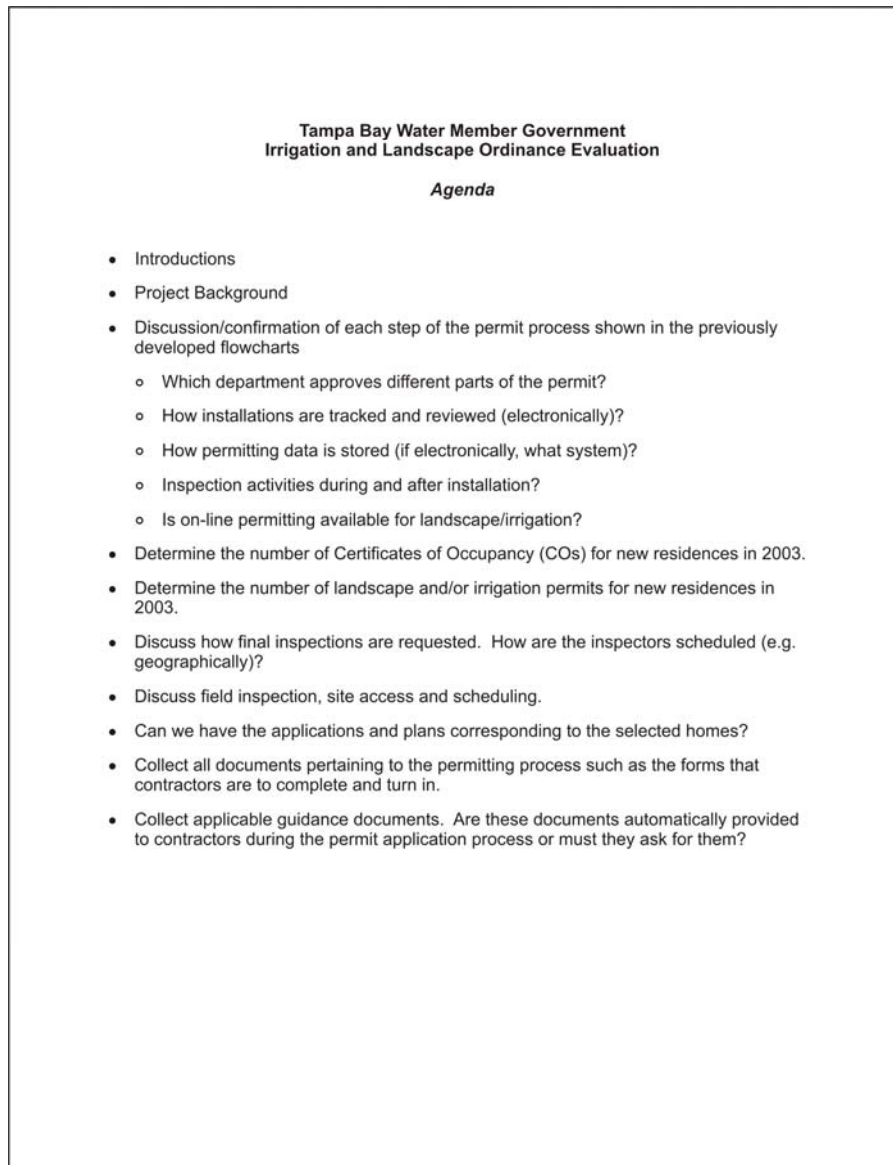 Tampa Bay Water Member Government
Irrigation and Landscape Ordinance Evaluation
Agenda
• Introductions
• Project Background
• Discussion/confirmation of each step of the permit process shown in the previously
developed flowcharts
o Which department approves different parts of the permit?
o How installations are tracked and reviewed (electronically)?
o How permitting data is stored (if electronically, what system)?
o Inspection activities during and after installation?
o Is on-line permitting available for landscape/irrigation?
• Determine the number of Certificates of Occupancy (COs) for new residences in 2003.
• Determine the number of landscape and/or irrigation permits for new residences in
2003.
• Discuss how final inspections are requested.  How are the inspectors scheduled (e.g.
geographically)?
• Discuss field inspection, site access and scheduling.
• Can we have the applications and plans corresponding to the selected homes?
• Collect all documents pertaining to the permitting process such as the forms that
contractors are to complete and turn in.
• Collect applicable guidance documents.  Are these documents automatically provided
to contractors during the permit application process or must they ask for them?